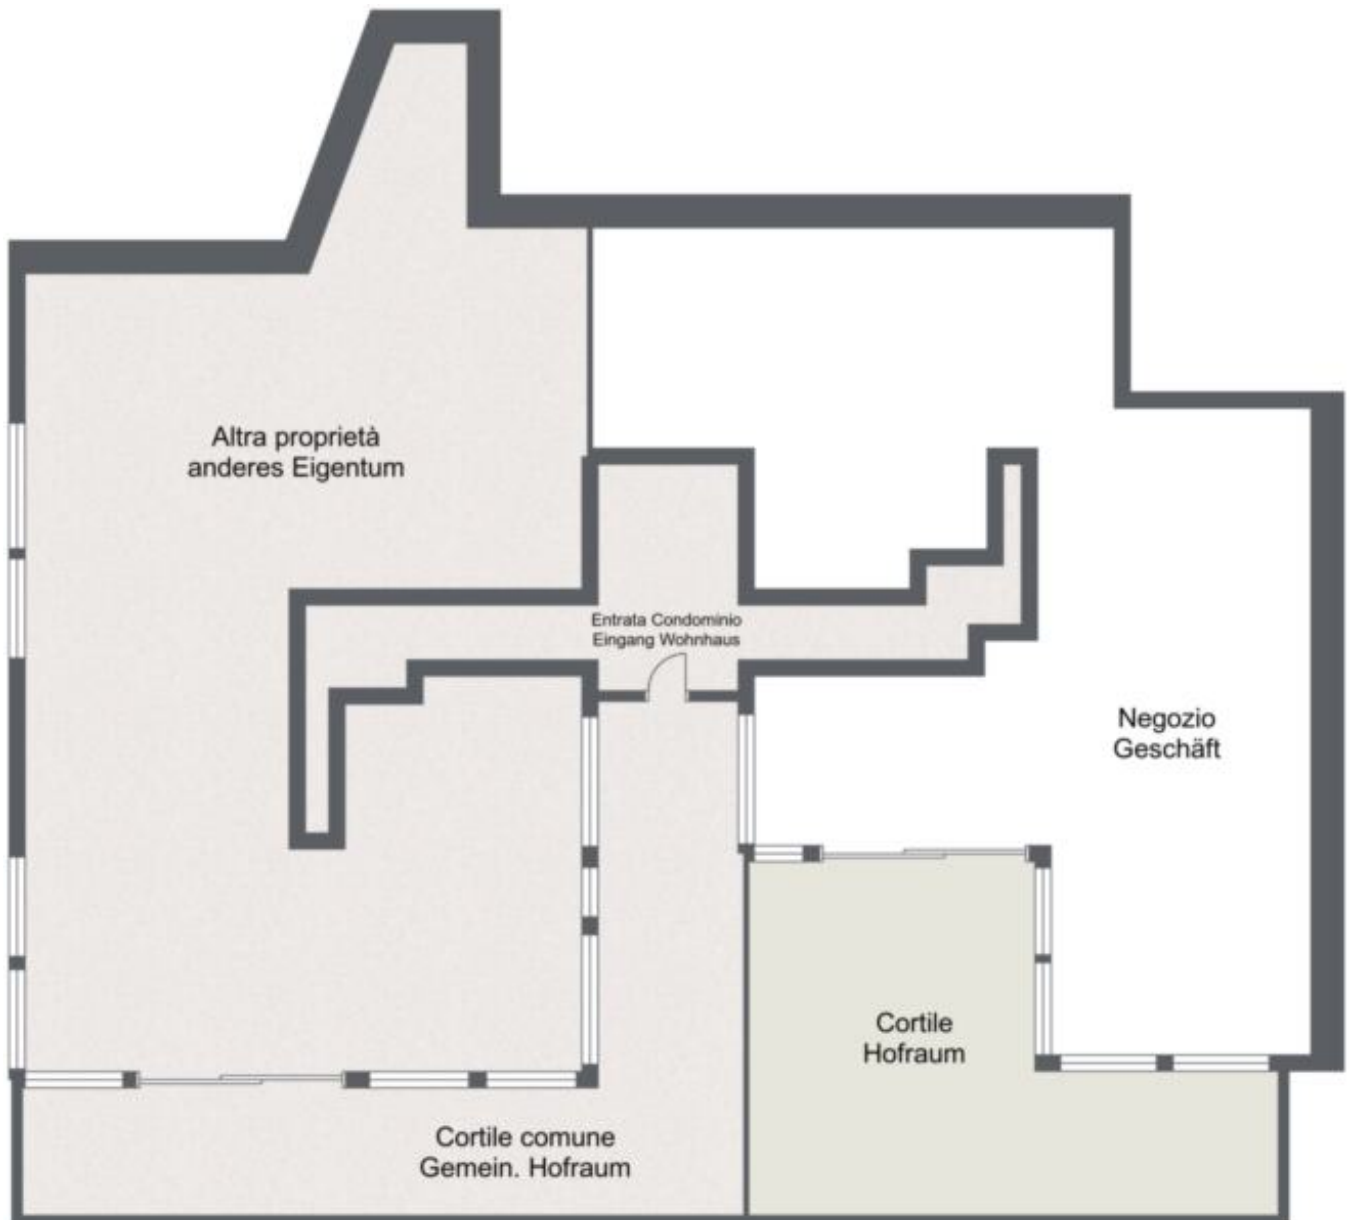 Altra proprietà
anderes Eigentum
Entrata Condominio
Eingang Wohnhaus
Negozio
Geschäft
Cortile
Hofraum
Cortile comune
Gemein. Hofraum